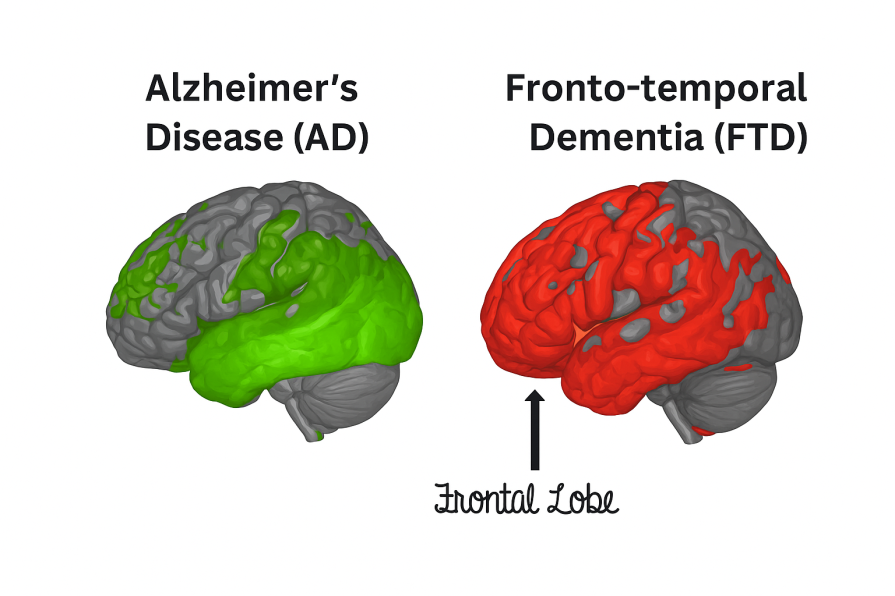 Alzheimer's
Disease (AD)
Fronto-temporal
Dementia (FTD)
Frontal Lobe